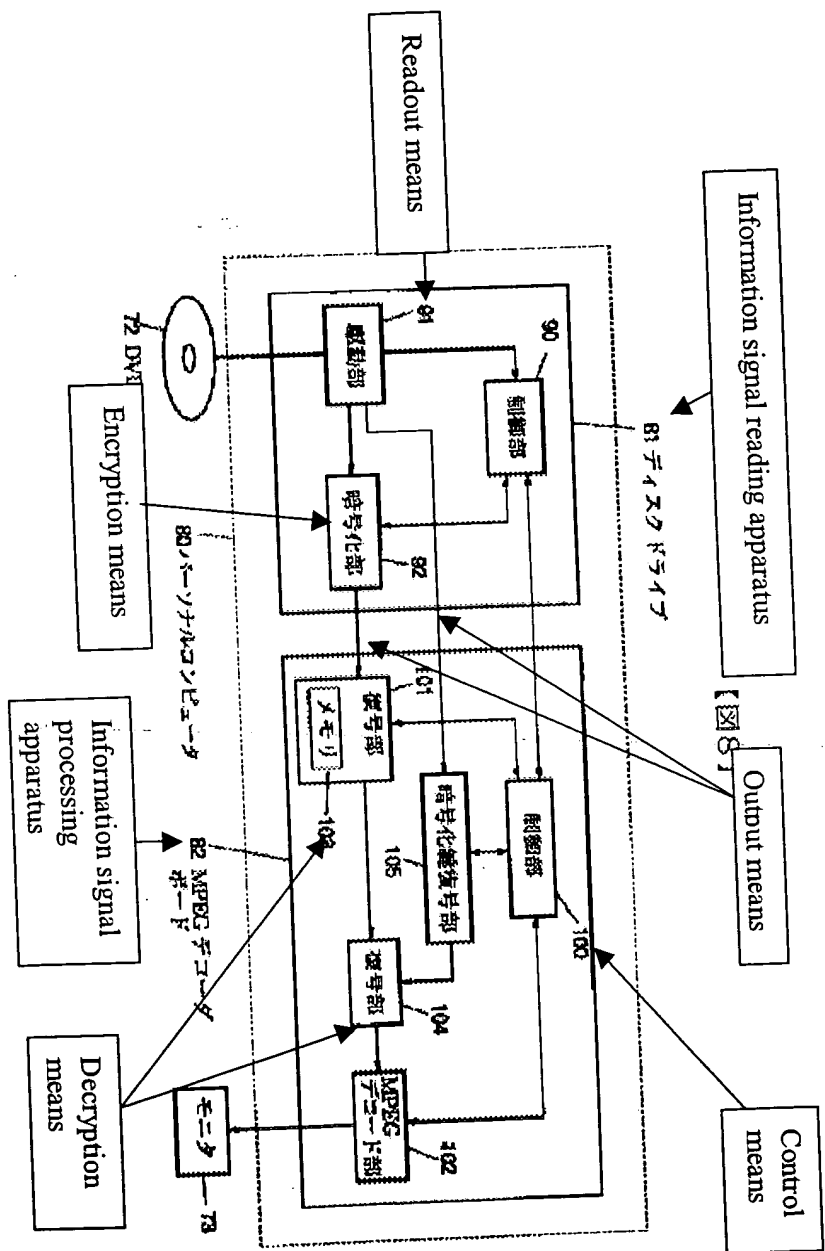 Information signal reading apparatus
Readout means
【図8】
Output means
Control
means
81 ディスクドライブ
90
制御部
91
駆動部
92
暗号化部
72 DV
Encryption means
80 パーソナルコンピュータ
100
制御部
105
暗号化鍵復号部
101
復号部
メモリ
103
復号部
104
MPEG
デコード部
102
モニタ
73
82 MPEG デコーダ
ボード
Information signal
processing
apparatus
Decryption
means